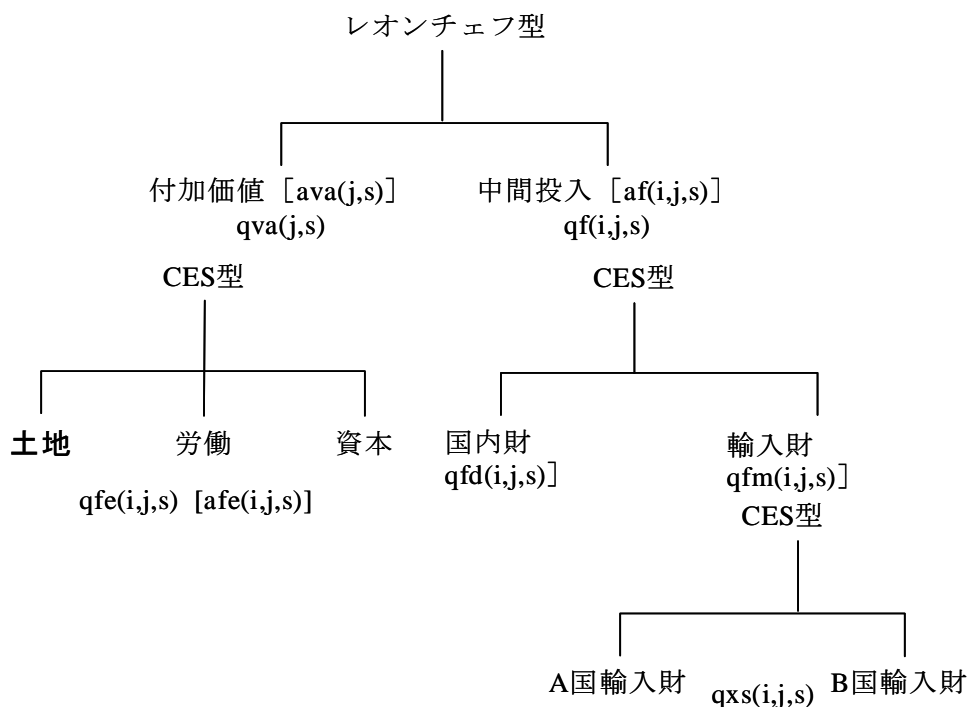 レオンチェフ型
付加価値［ava(j,s)］
中間投入［af(i,j,s)］
qva(j,s)
qf(i,j,s)
CES型
CES型
土地
労働
資本
国内財
輸入財
qfe(i,j,s) [afe(i,j,s)]
qfd(i,j,s)］
qfm(i,j,s)］
CES型
A国輸入財
qxs(i,j,s)
B国輸入財